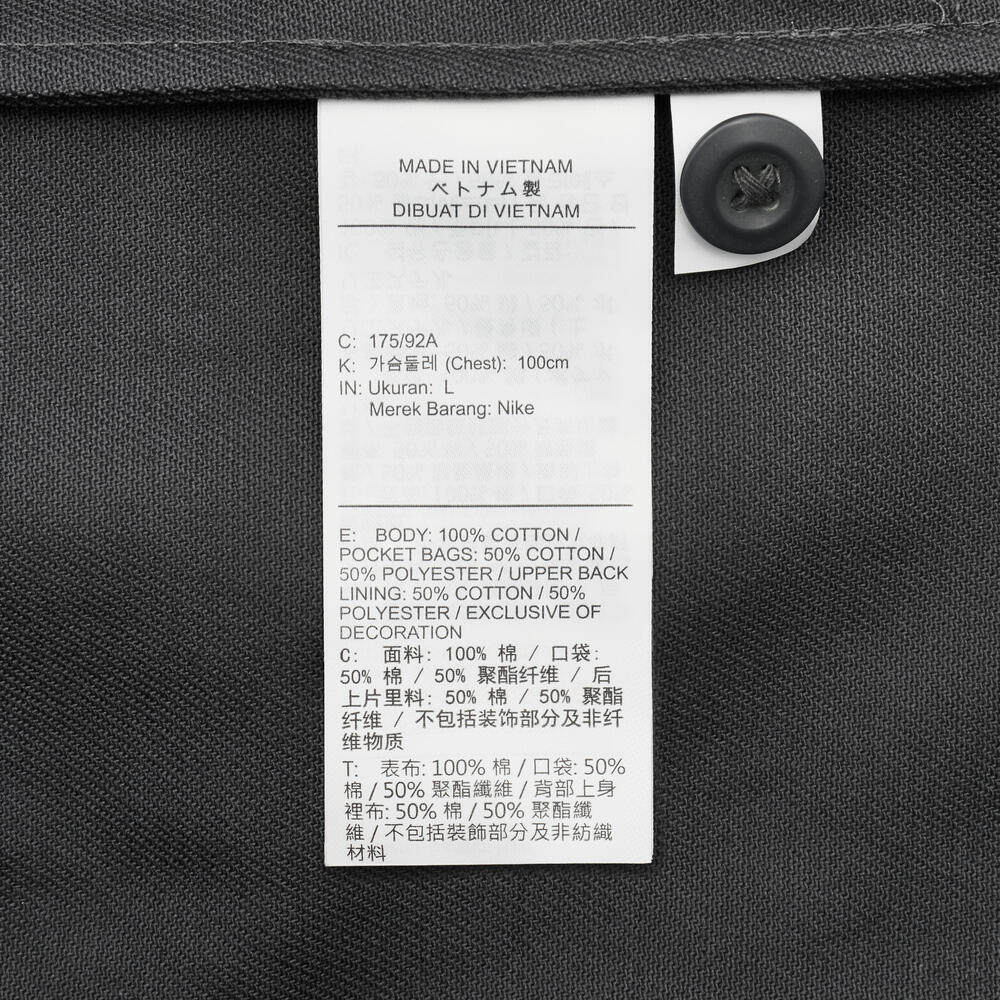 MADE IN VIETNAM
ベトナム製
DIBUAT DI VIETNAM
C: 175/92A
K: 가슴둘레 (Chest): 100cm
IN: Ukuran: L
Merek Barang: Nike
E: BODY: 100% COTTON /
POCKET BAGS: 50% COTTON /
50% POLYESTER / UPPER BACK
LINING: 50% COTTON / 50%
POLYESTER / EXCLUSIVE OF
DECORATION
C: 面料: 100% 棉 / 口袋:
50% 棉 / 50% 聚酯纤维 / 后
上片里料: 50% 棉 / 50% 聚酯
纤维 / 不包括装饰部分及非纤
维物质
T: 表布: 100% 棉 / 口袋: 50%
棉 / 50% 聚酯纖維 / 背部上身
裡布: 50% 棉 / 50% 聚酯纖
維 / 不包括裝飾部分及非紡織
材料